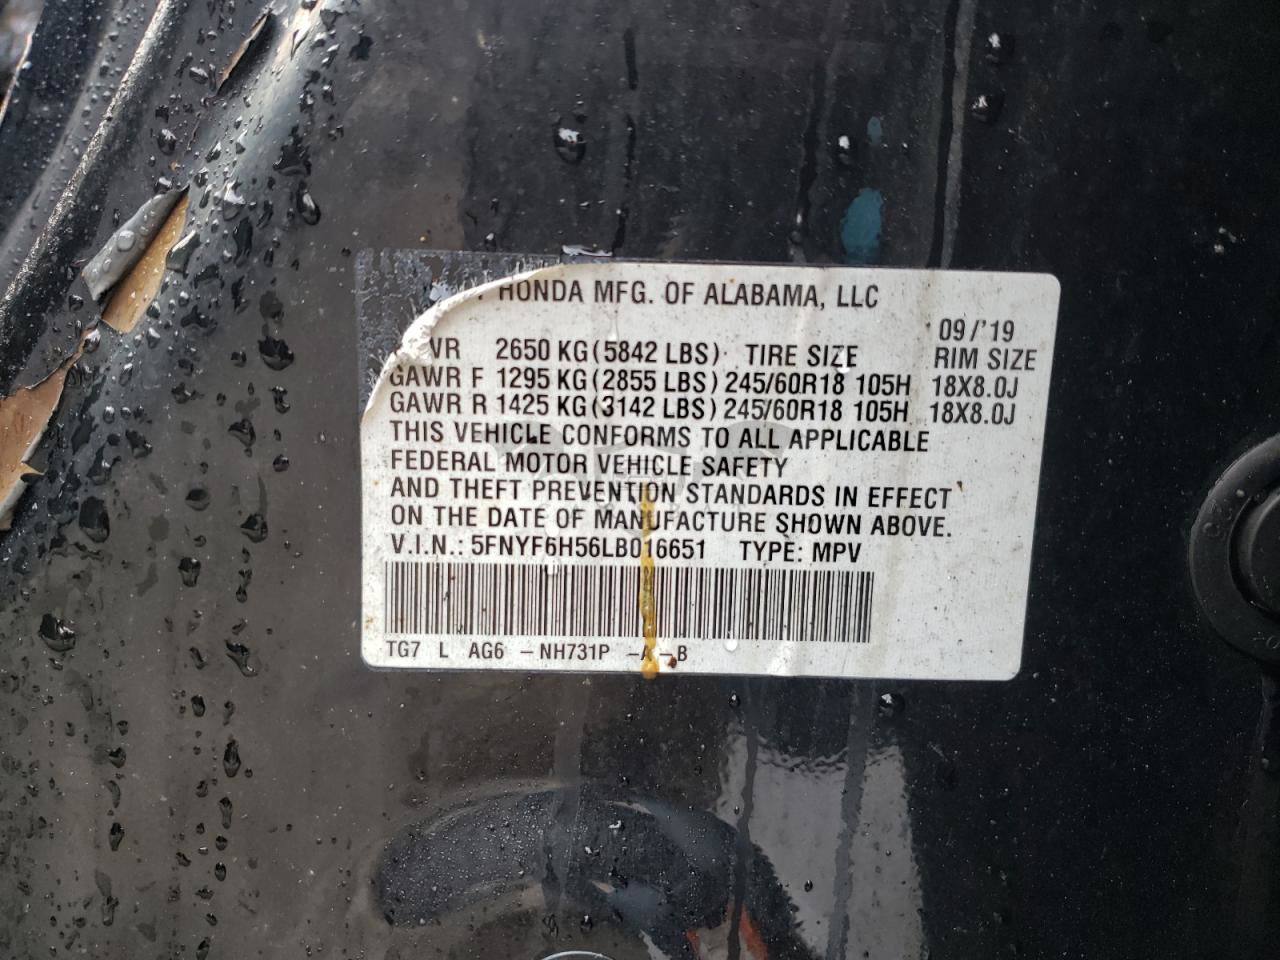 HONDA MFG. OF ALABAMA, LLC
09/'19
VR 2650 KG (5842 LBS) TIRE SIZE RIM SIZE
GAWR F 1295 KG (2855 LBS) 245/60R18 105H 18X8.0J
GAWR R 1425 KG (3142 LBS) 245/60R18 105H 18X8.0J
THIS VEHICLE CONFORMS TO ALL APPLICABLE
FEDERAL MOTOR VEHICLE SAFETY
AND THEFT PREVENTION STANDARDS IN EFFECT
ON THE DATE OF MANUFACTURE SHOWN ABOVE.
V.I.N.: 5FNYF6H56LB016651 TYPE: MPV
TG7 L AG6 -NH731P -A -B